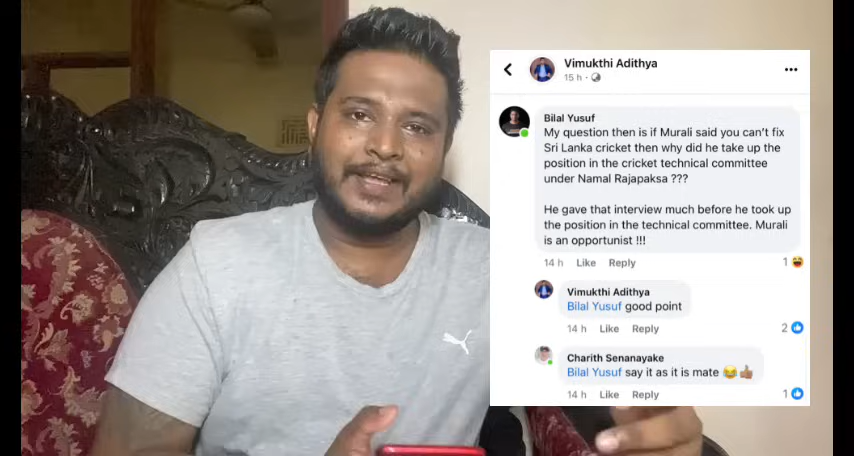 Vimukthi Adithya
15 h
Bilal Yusuf
My question then is if Murali said you can't fix
Sri Lanka cricket then why did he take up the
position in the cricket technical committee
under Namal Rajapaksa ???
He gave that interview much before he took up
the position in the technical committee. Murali
is an opportunist !!!
14 h Like Reply 1
Vimukthi Adithya
Bilal Yusuf good point
14 h Like Reply 2
Charith Senanayake
Bilal Yusuf say it as it is mate 😂👍🏽
14 h Like Reply 1